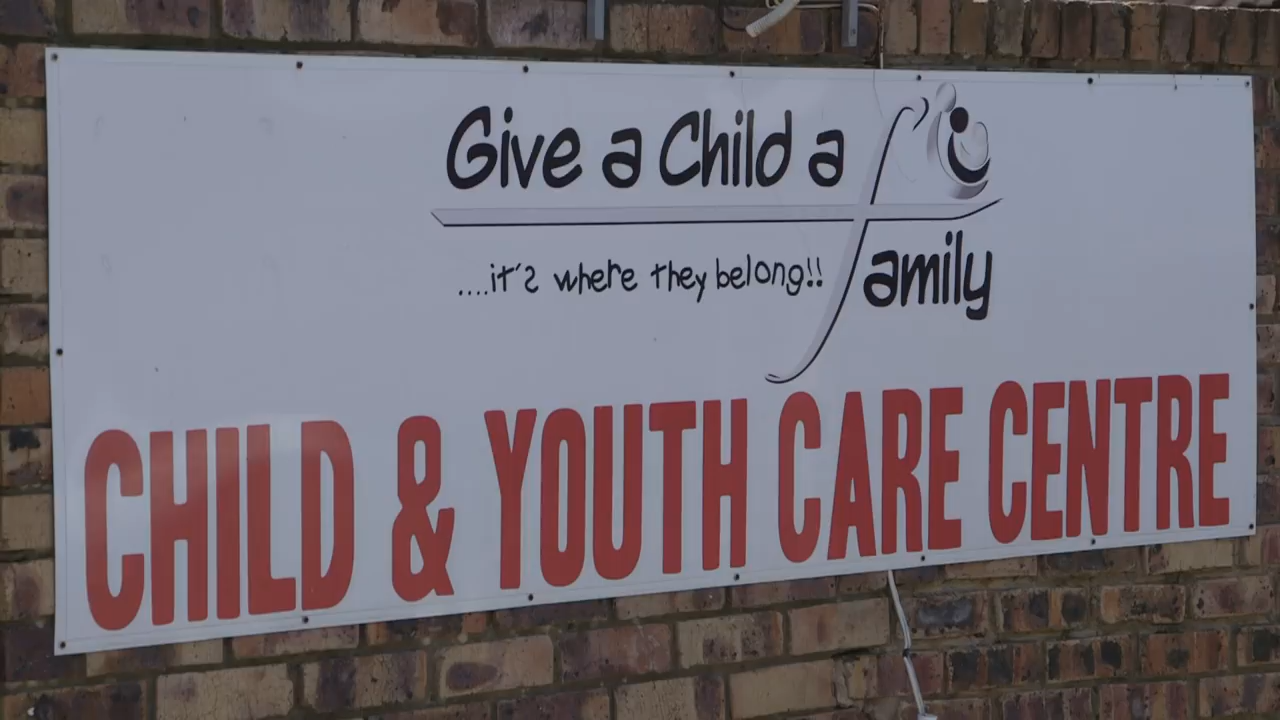 Give a Child a
family
....it's where they belong!!
CHILD & YOUTH CARE CENTRE